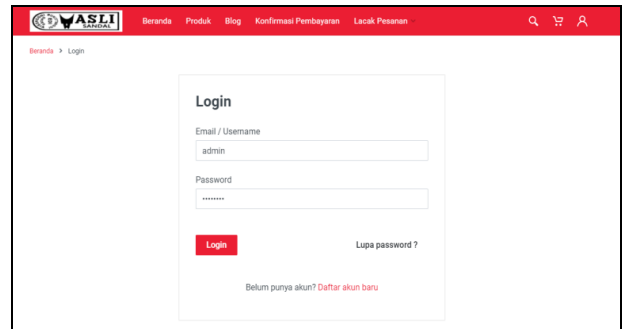 ASLI
SANDAL
Beranda Produk Blog Konfirmasi Pembayaran Lacak Pesanan
Beranda > Login
Login
Email / Username
admin
Password
••••••••
Login
Lupa password ?
Belum punya akun? Daftar akun baru